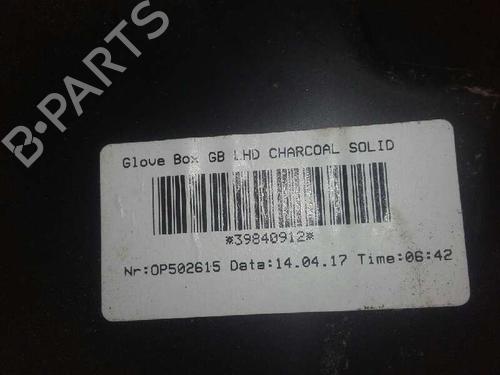 B-PARTS
Glove Box GB LHD CHARCOAL SOLID
*39840912*
Nr:OP502615 Data:14.04.17 Time:06:42